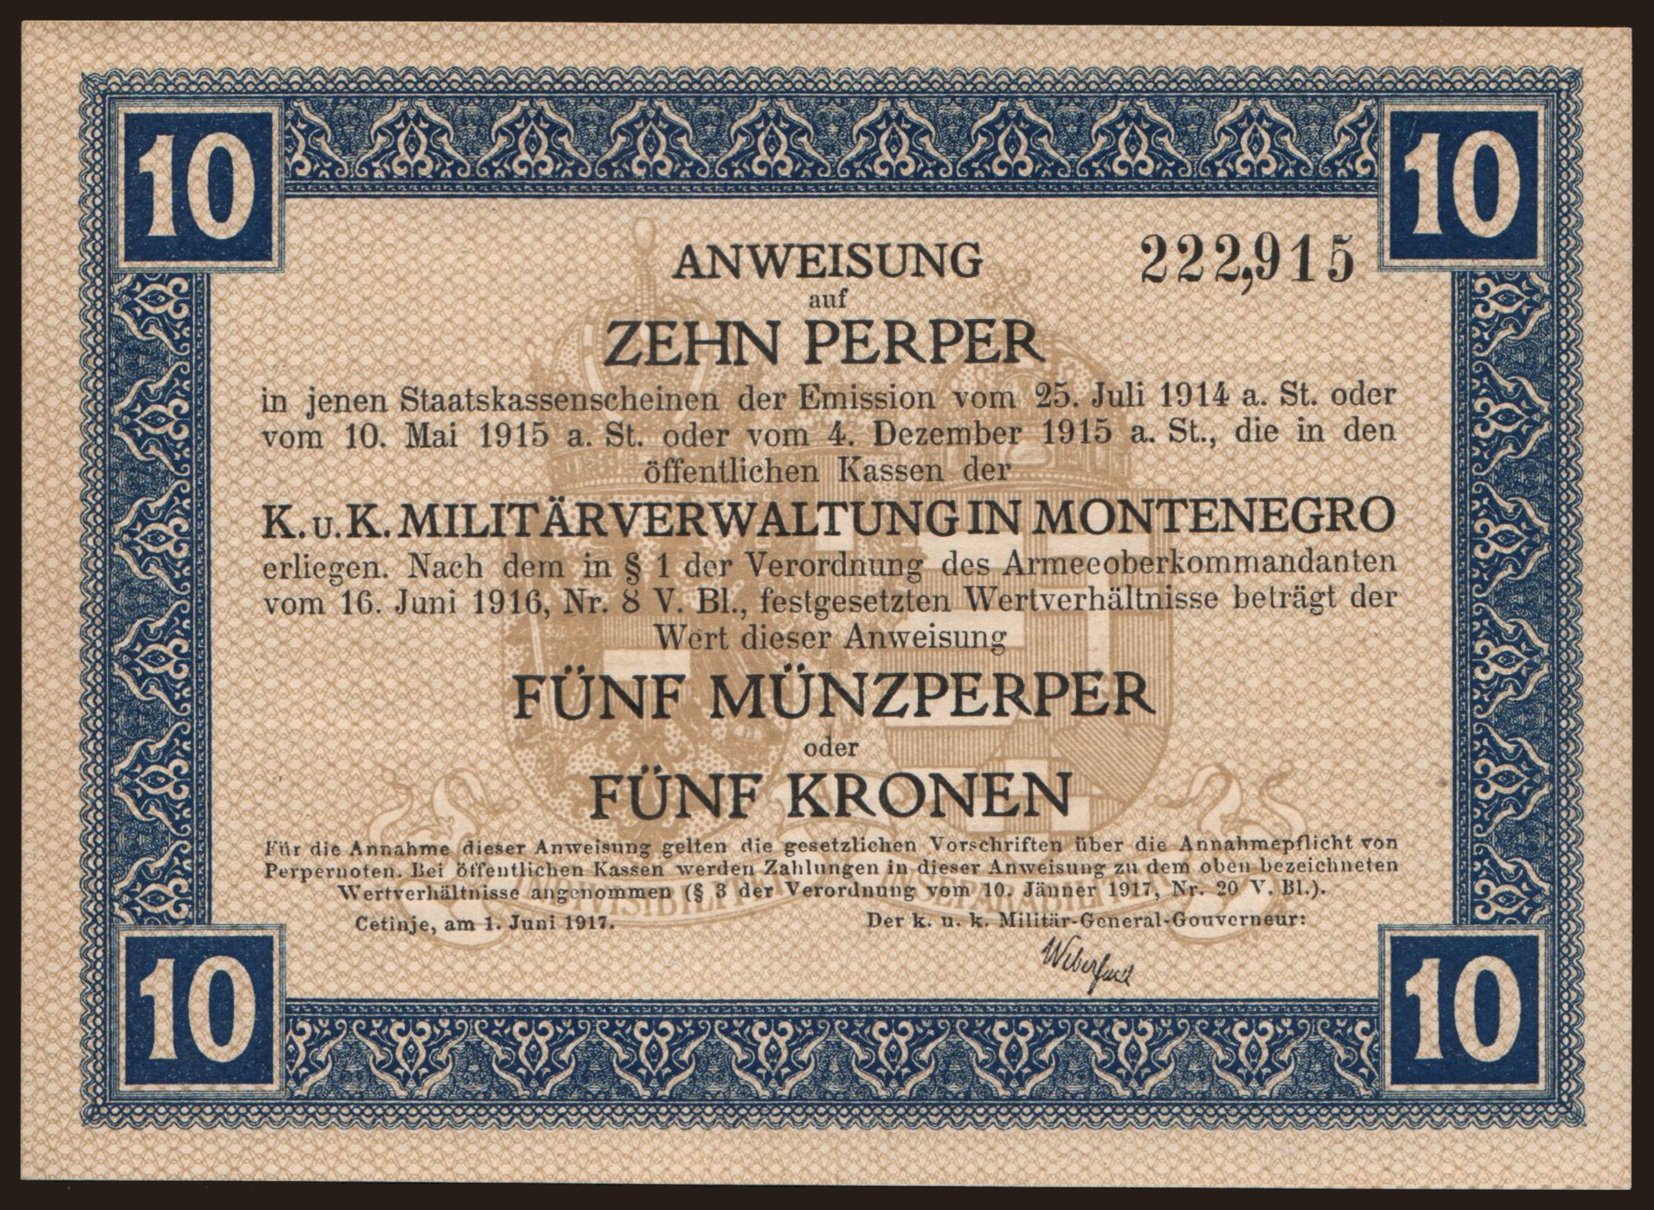 10
10
ANWEISUNG
222,915
auf
ZEHN PERPER
in jenen Staatskassenscheinen der Emission vom 25. Juli 1914 a. St. oder
vom 10. Mai 1915 a. St. oder vom 4. Dezember 1915 a. St., die in den
öffentlichen Kassen der
K. u. K. MILITÄRVERWALTUNG IN MONTENEGRO
erliegen. Nach dem in § 1 der Verordnung des Armeeoberkommandanten
vom 16. Juni 1916, Nr. 8 V. Bl., festgesetzten Wertverhältnisse beträgt der
Wert dieser Anweisung
FÜNF MÜNZPERPER
oder
FÜNF KRONEN
Für die Annahme dieser Anweisung gelten die gesetzlichen Vorschriften über die Annahmepflicht von
Perpernoten. Bei öffentlichen Kassen werden Zahlungen in dieser Anweisung zu dem oben bezeichneten
Wertverhältnisse angenommen (§ 3 der Verordnung vom 10. Jänner 1917, Nr. 20 V. Bl.).
Cetinje, am 1. Juni 1917.
Der k. u. k. Militär-General-Gouverneur:
10
10